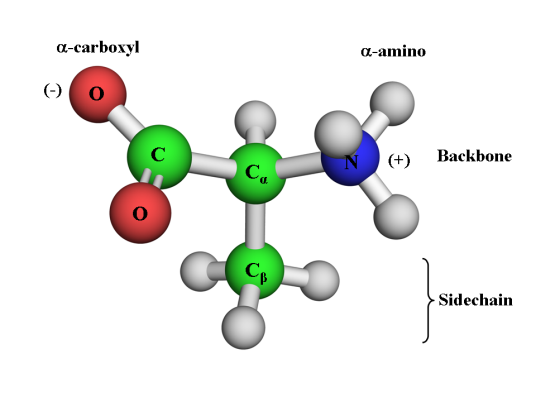 α-carboxyl
α-amino
(-)
O
C
Cα
N
(+)
Backbone
O
Cβ
Sidechain